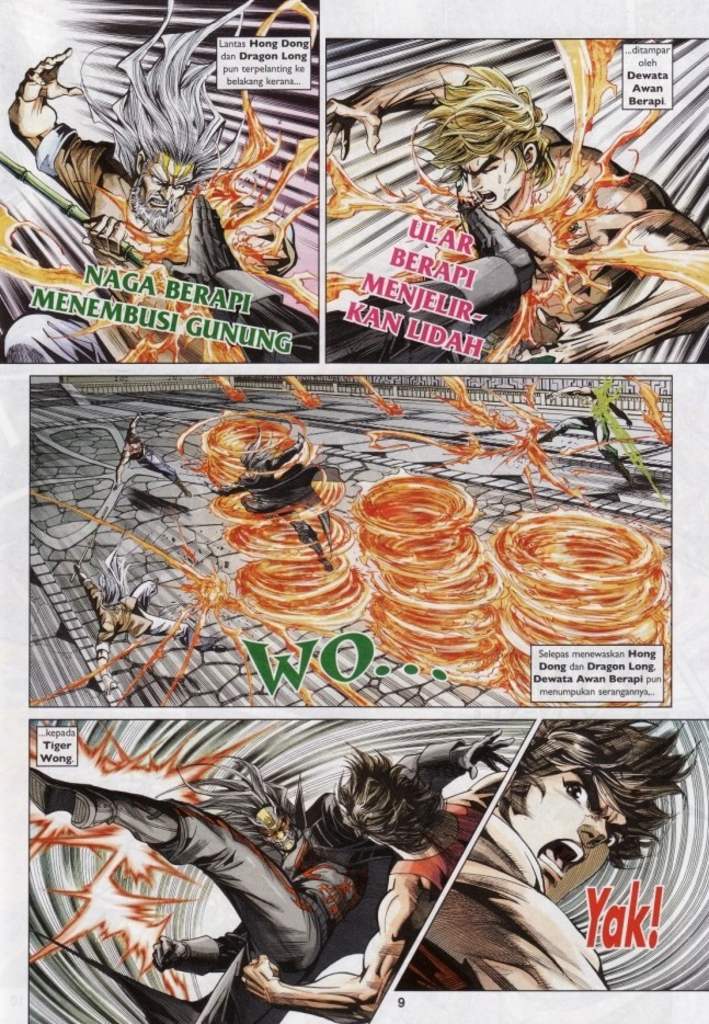 Lantas Hong Dong
dan Dragon Long
pun terpelanting ke
belakang kerana...
...ditampar
oleh
Dewata
Awan
Berapi.
NAGA BERAPI
MENEMBUSI GUNUNG
ULAR
BERAPI
MENJELIR-
KAN LIDAH
WO...
Selepas menewaskan Hong
Dong dan Dragon Long,
Dewata Awan Berapi pun
menumpukan serangannya...
...kepada
Tiger
Wong.
Yak!
9